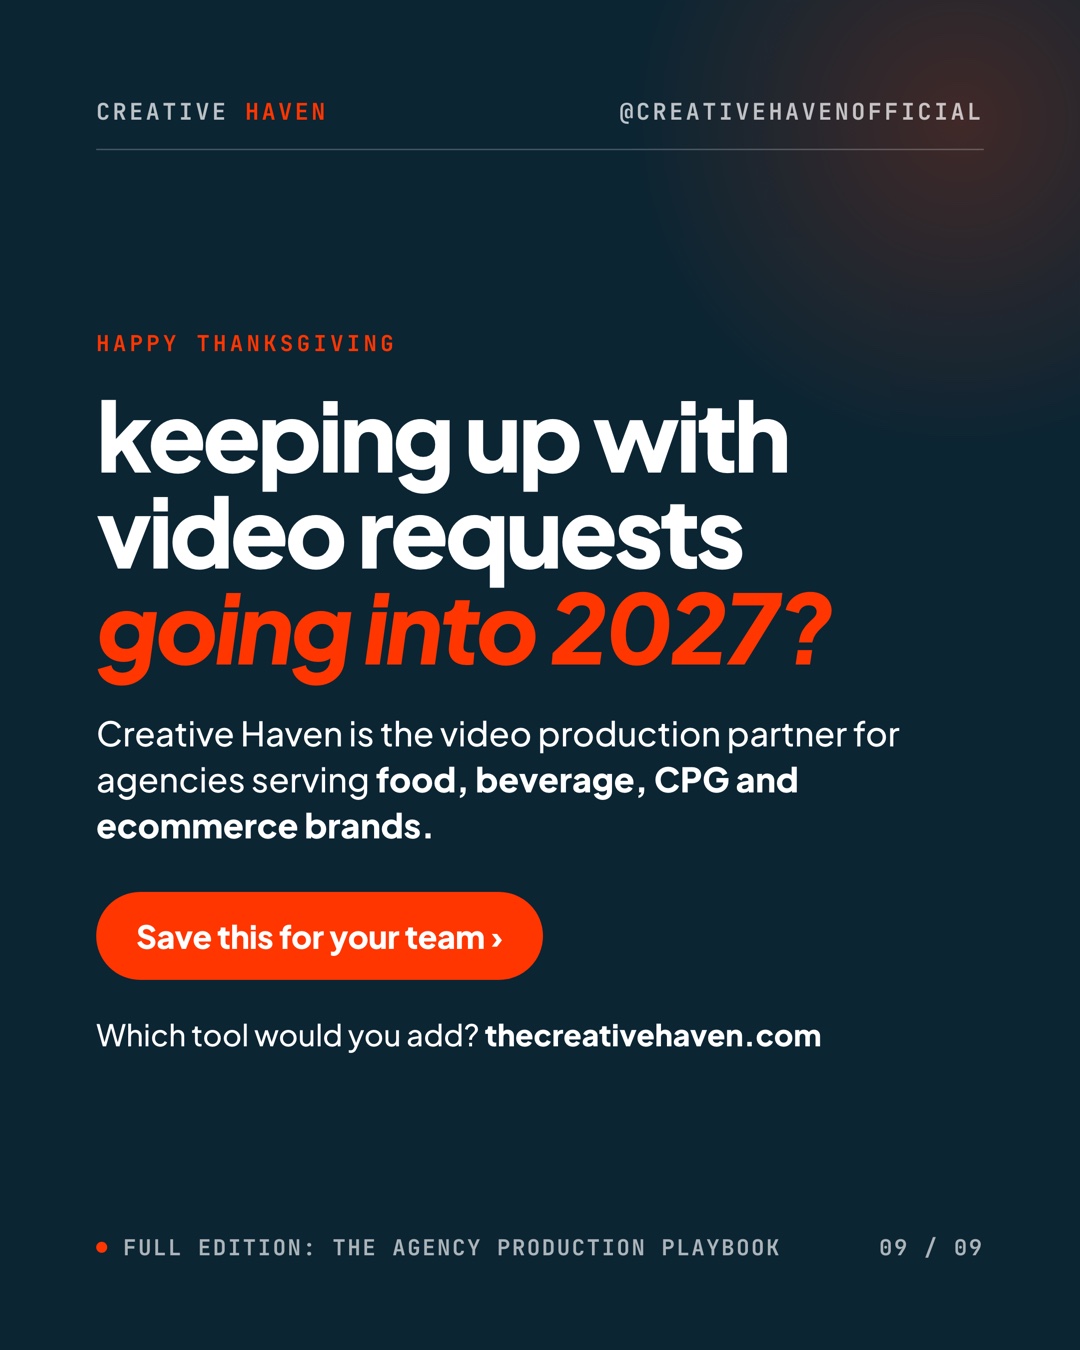 CREATIVE HAVEN
@CREATIVEHAVENOFFICIAL
HAPPY THANKSGIVING
keeping up with
video requests
going into 2027?
Creative Haven is the video production partner for
agencies serving food, beverage, CPG and
ecommerce brands.
Save this for your team ›
Which tool would you add? thecreativehaven.com
FULL EDITION: THE AGENCY PRODUCTION PLAYBOOK
09 / 09